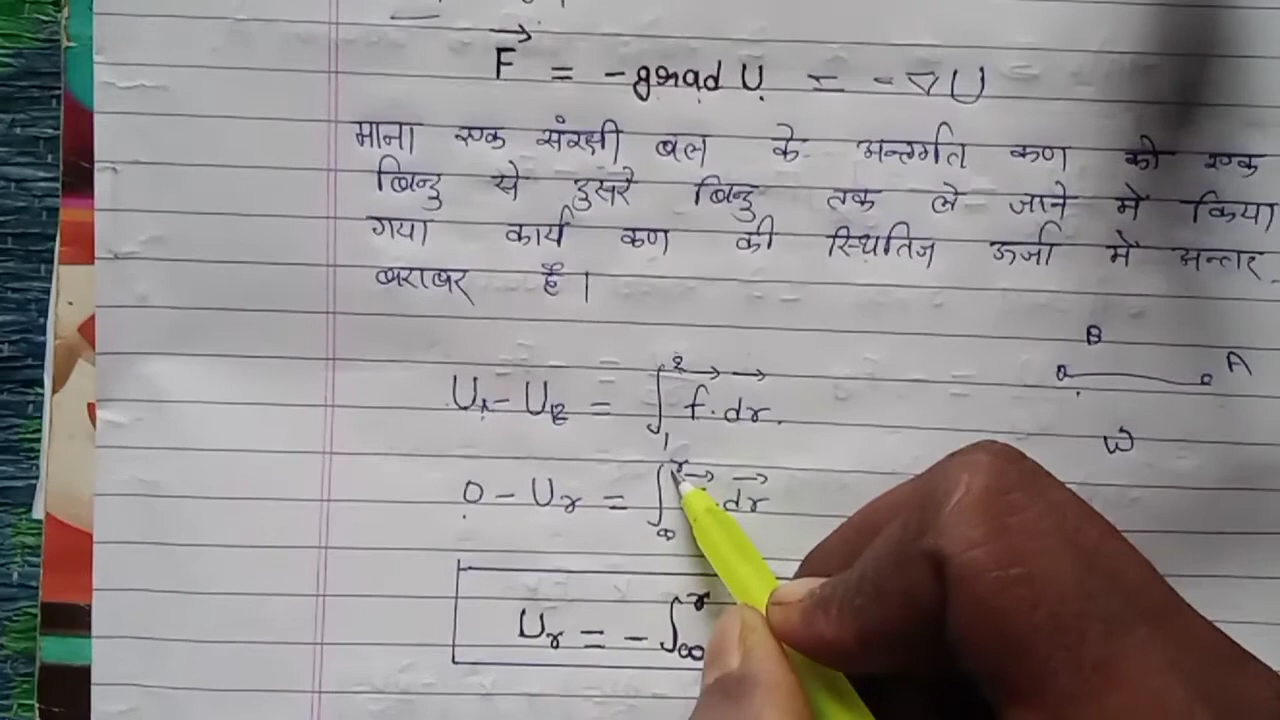 F⃗ = -grad U = -∇U
माना एक संरक्षी बल के अन्तर्गत कण को एक
बिन्दु से दुसरे बिन्दु तक ले जाने में किया
गया कार्य कण की स्थितिज ऊर्जा में अन्तर
बराबर है।
B
A
U₁ - U₂ = ∫₁² f⃗.dr⃗
W
0 - Uᵣ = ∫∞ʳ .dr⃗
Uᵣ = -∫∞ʳ